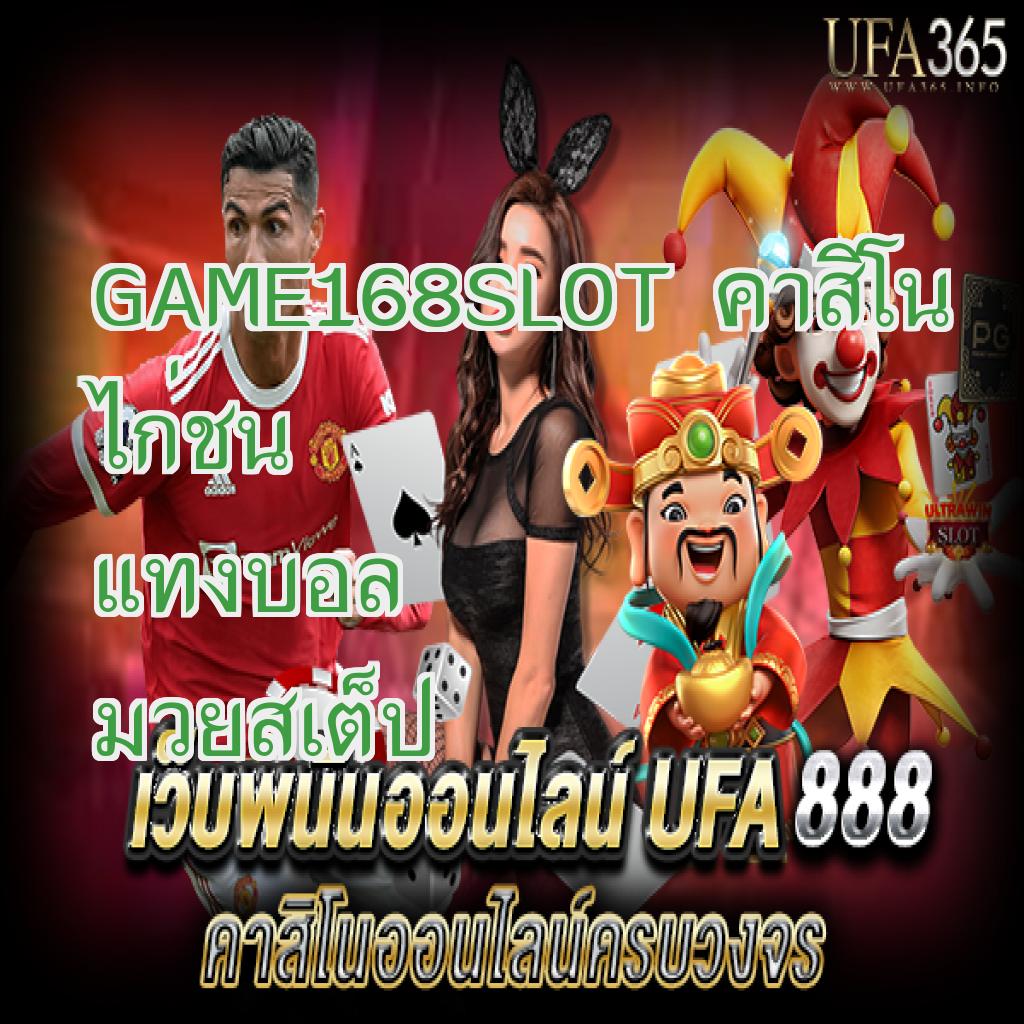 UFA365
WWW.UFA365.INFO
GAME168SLOT คาสิโน
ไก่ชน
แทงบอล
มวยสเต็ป
PG
ULTRAWIN
SLOT
A
เว็บพนันออนไลน์ UFA 888
คาสิโนออนไลน์ครบวงจร